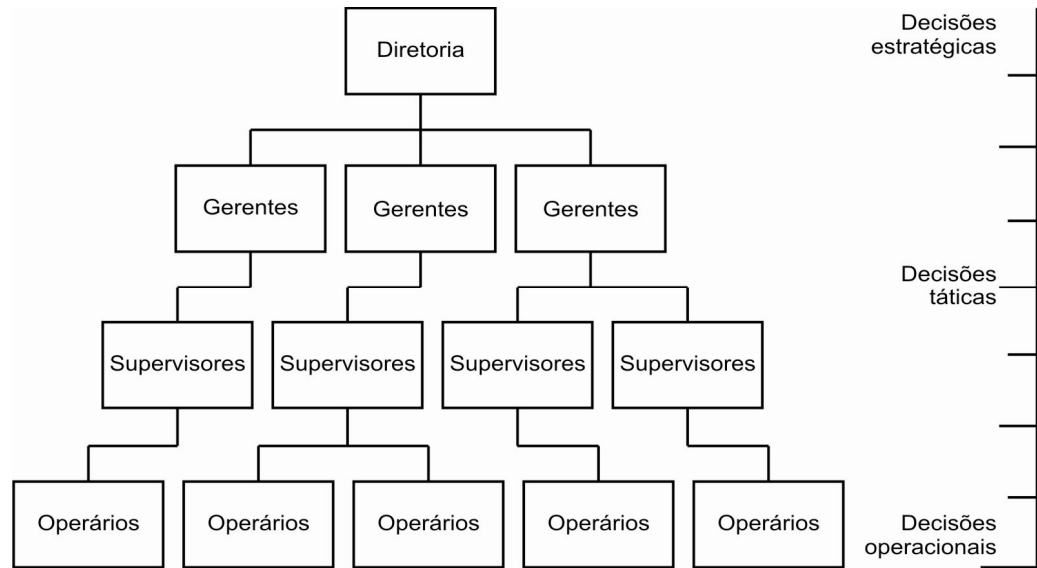 Diretoria
Decisões
estratégicas
Gerentes
Gerentes
Gerentes
Decisões
táticas
Supervisores
Supervisores
Supervisores
Supervisores
Operários
Operários
Operários
Operários
Operários
Decisões
operacionais